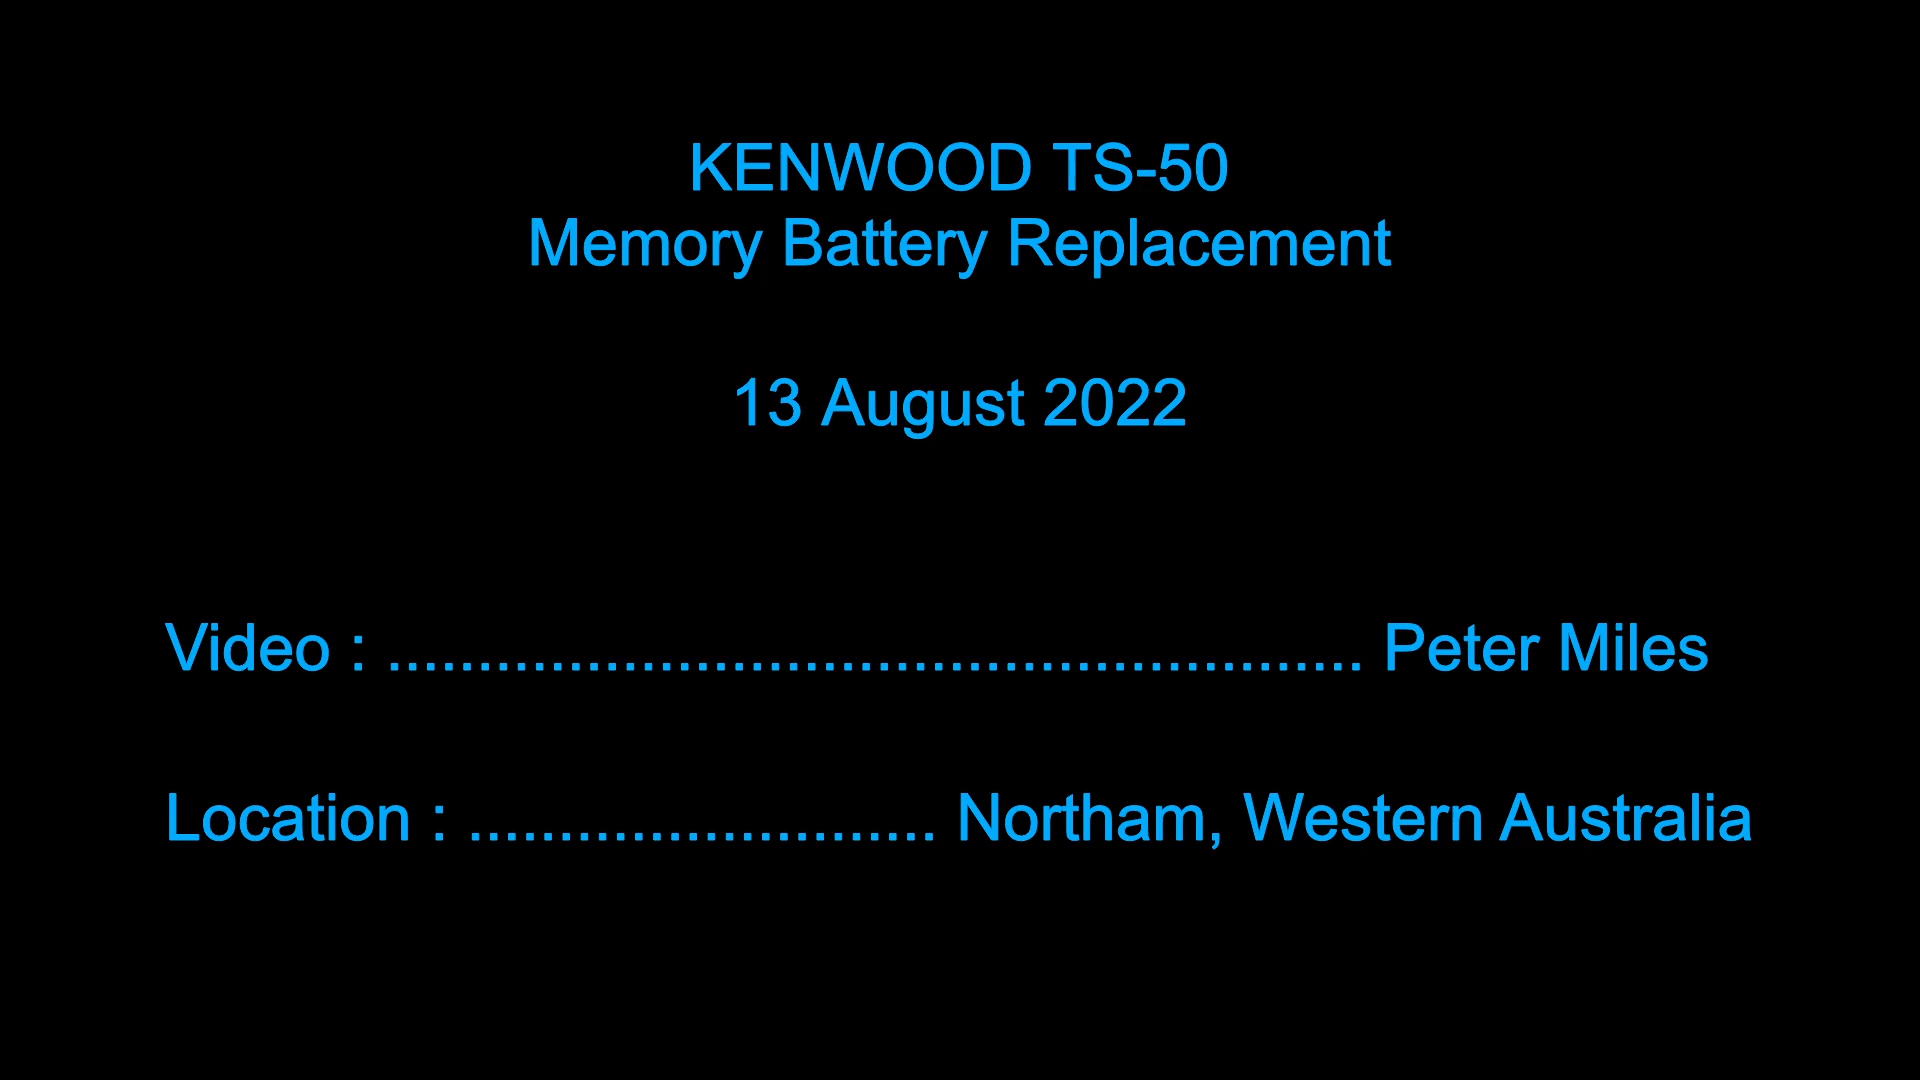 KENWOOD TS-50
Memory Battery Replacement
13 August 2022
Video : ...................................................... Peter Miles
Location : .......................... Northam, Western Australia